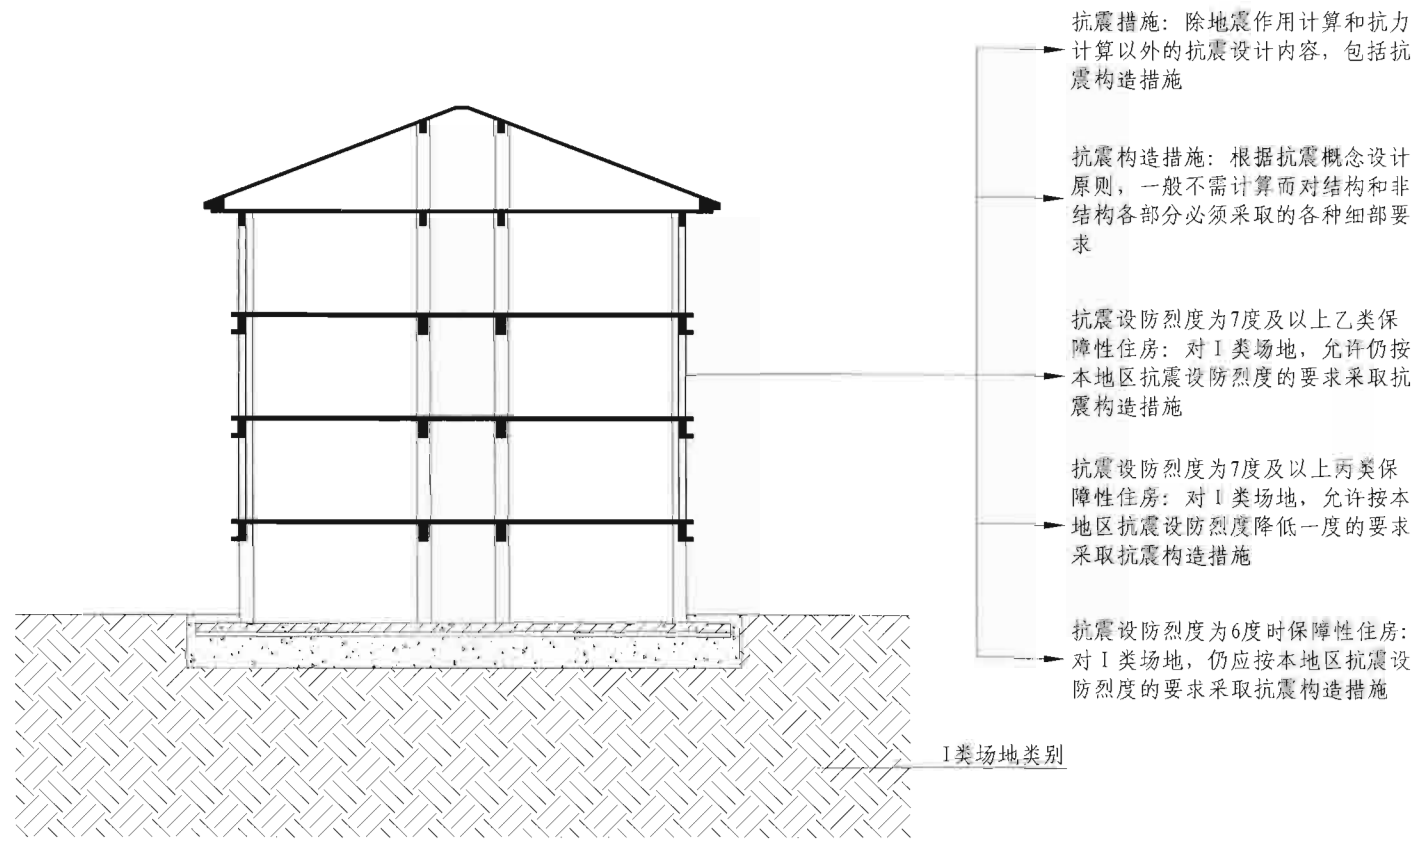 抗震措施：除地震作用计算和抗力
计算以外的抗震设计内容，包括抗
震构造措施
抗震构造措施：根据抗震概念设计
原则，一般不需计算而对结构和非
结构各部分必须采取的各种细部要
求
抗震设防烈度为7度及以上乙类保
障性住房：对Ⅰ类场地，允许仍按
本地区抗震设防烈度的要求采取抗
震构造措施
抗震设防烈度为7度及以上丙类保
障性住房：对Ⅰ类场地，允许按本
地区抗震设防烈度降低一度的要求
采取抗震构造措施
抗震设防烈度为6度时保障性住房：
对Ⅰ类场地，仍应按本地区抗震设
防烈度的要求采取抗震构造措施
Ⅰ类场地类别